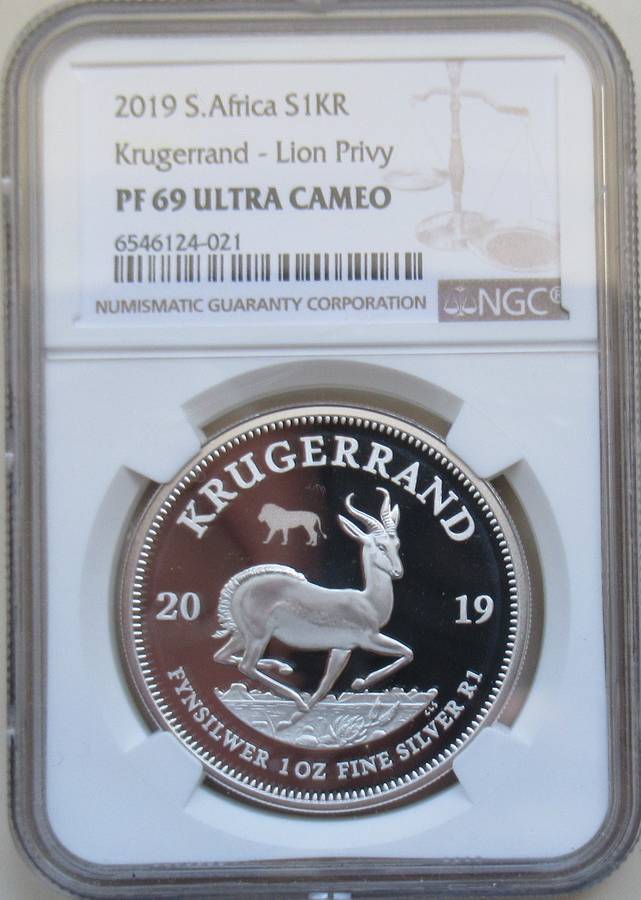 2019 S.Africa S1KR
Krugerrand - Lion Privy
PF 69 ULTRA CAMEO
6546124-021
NUMISMATIC GUARANTY CORPORATION
NGC®
KRUGERRAND
20 19
FYNSILWER 1 OZ FINE SILVER R1
CLS